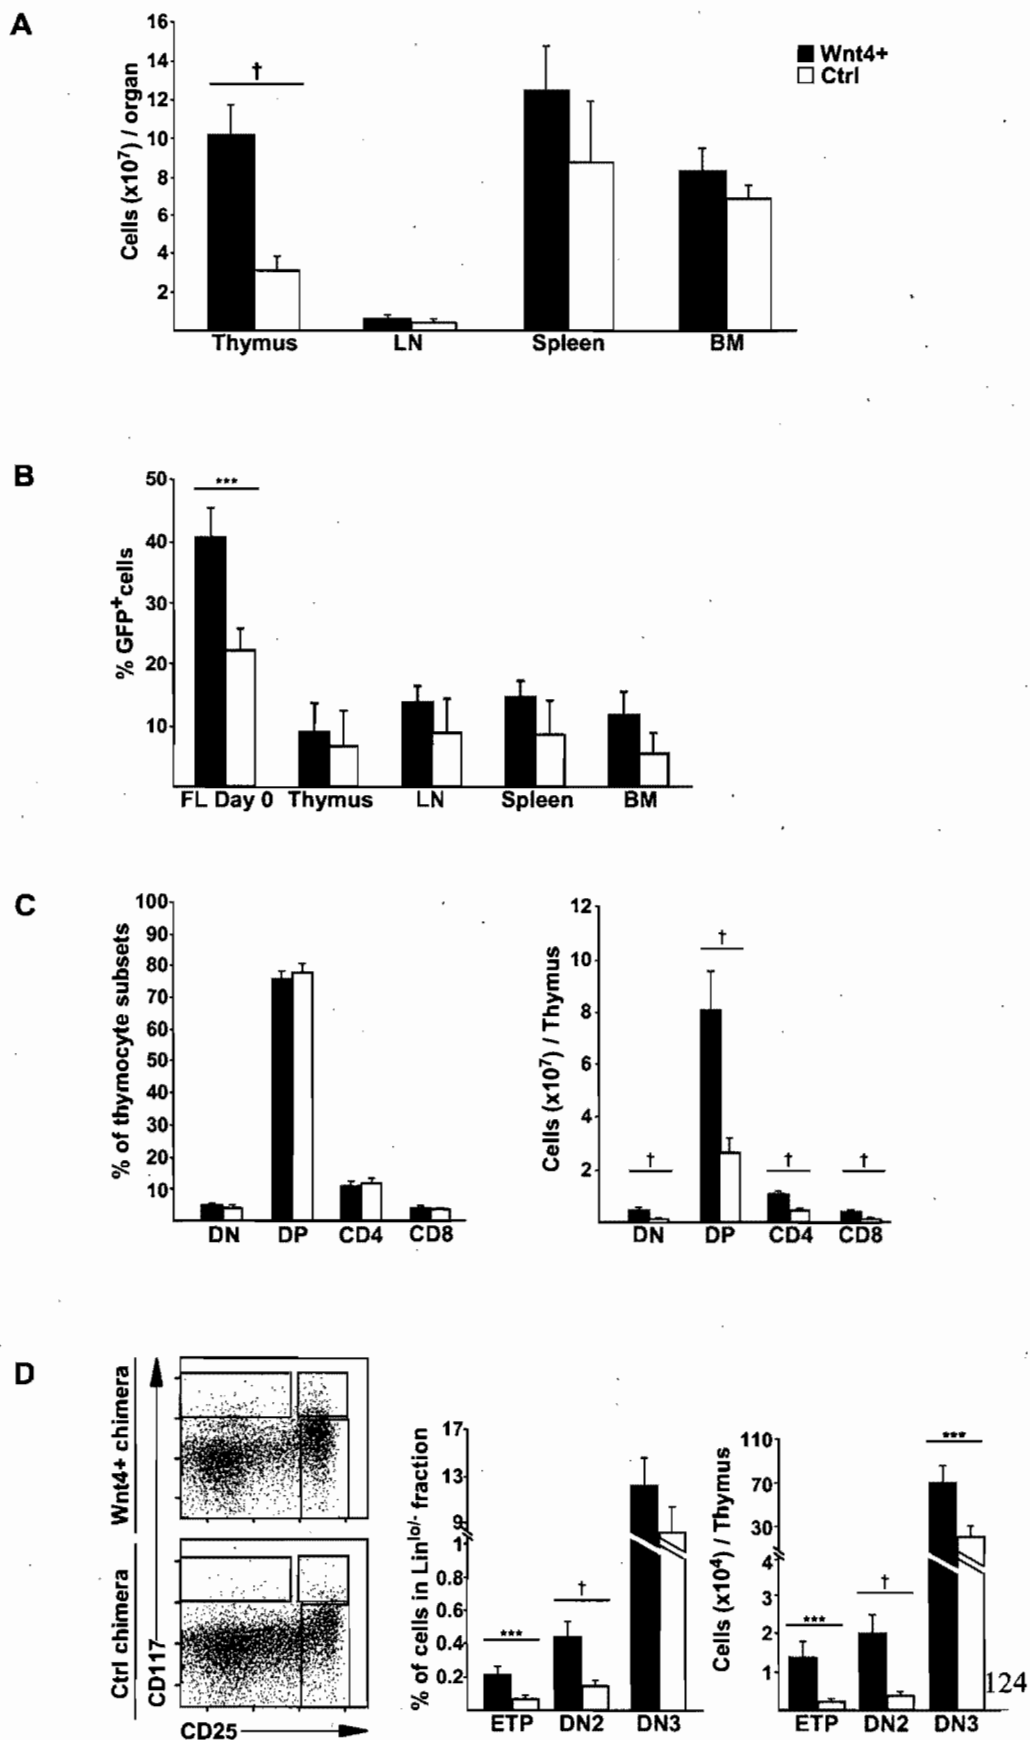 A
Cells (x10⁷) / organ
16
14
12
10
8
6
4
2
†
Wnt4+
Ctrl
Thymus LN Spleen BM
B
% GFP⁺cells
50
40
30
20
10
***
FL Day 0 Thymus LN Spleen BM
C
% of thymocyte subsets
100
90
80
70
60
50
40
30
20
10
DN DP CD4 CD8
Cells (x10⁷) / Thymus
12
10
8
6
4
2
† † † †
DN DP CD4 CD8
D
Wnt4+ chimera
Ctrl chimera
CD117
CD25
% of cells in Lin^lo/- fraction
17
13
9
1
0.8
0.6
0.4
0.2
*** †
ETP DN2 DN3
Cells (x10⁴) / Thymus
110
70
30
4
3
2
1
*** † ***
ETP DN2 DN3
124